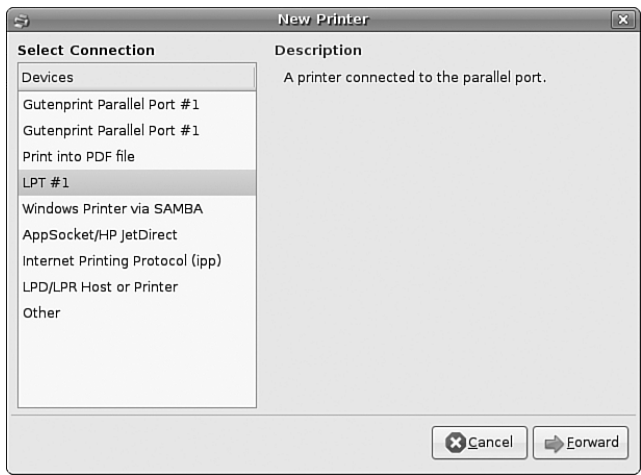 New Printer
Select Connection
Devices
Gutenprint Parallel Port #1
Gutenprint Parallel Port #1
Print into PDF file
LPT #1
Windows Printer via SAMBA
AppSocket/HP JetDirect
Internet Printing Protocol (ipp)
LPD/LPR Host or Printer
Other
Description
A printer connected to the parallel port.
Cancel
Forward